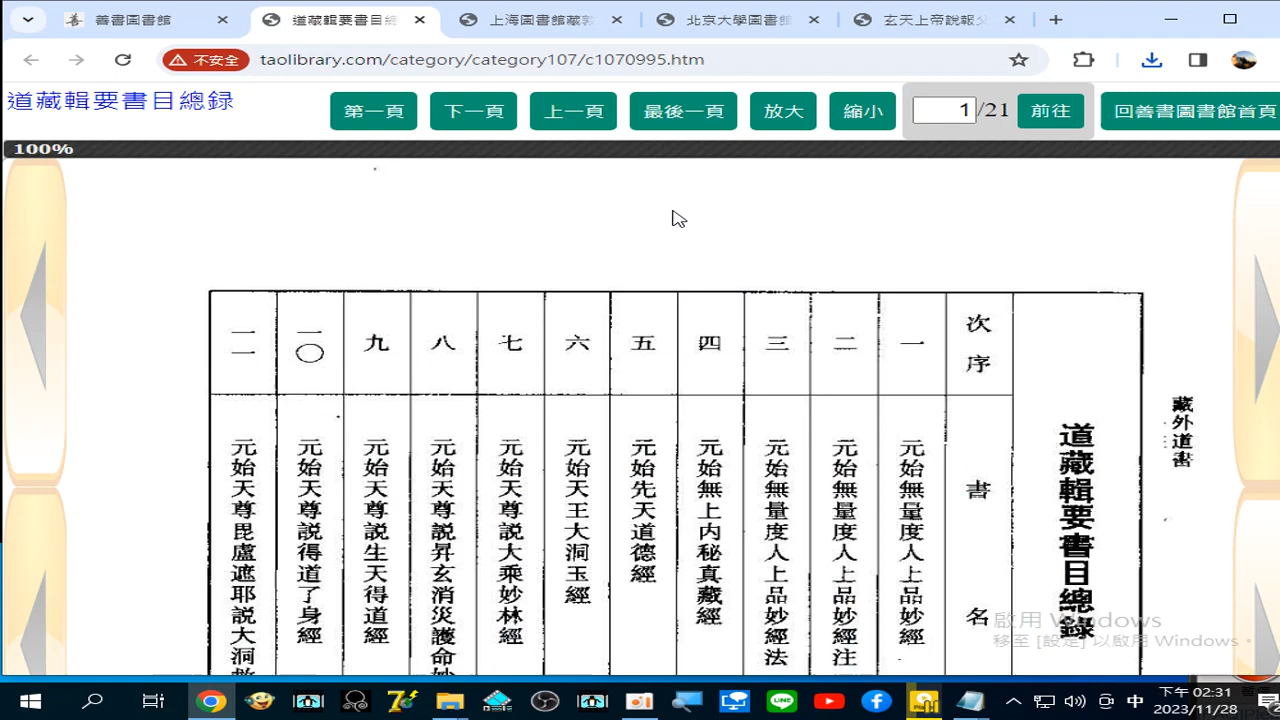 善書圖書館
道藏輯要書目總
上海圖書館藏敦
北京大學圖書館
玄天上帝說報父
不安全
taolibrary.com/category/category107/c1070995.htm
道藏輯要書目總録
第一頁
下一頁
上一頁
最後一頁
放大
縮小
1
/21
前往
回善書圖書館首頁
100%
藏外道書
道藏輯要書目總錄
次序
書名
一
元始無量度人上品妙經
二
元始無量度人上品妙經注
三
元始無量度人上品妙經法
四
元始無上内秘真藏經
五
元始先天道德經
六
元始天王大洞玉經
七
元始天尊説大乘妙林經
八
元始天尊説昇玄消災護命妙
九
元始天尊説生天得道經
一〇
元始天尊説得道了身經
一一
元始天尊毘盧遮耶説大洞救
啟用 Windows
移至 [設定] 以啟用 Windows。
中
下午 02:31
2023/11/28